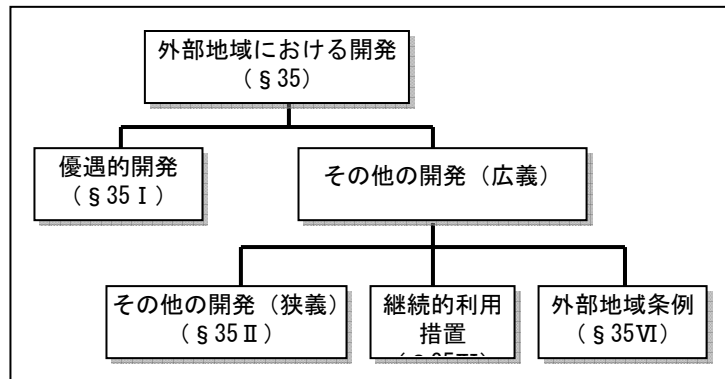 外部地域における開発
（§35）
優遇的開発
（§35Ⅰ）
その他の開発（広義）
その他の開発（狭義）
（§35Ⅱ）
継続的利用
措置
外部地域条例
（§35Ⅵ）